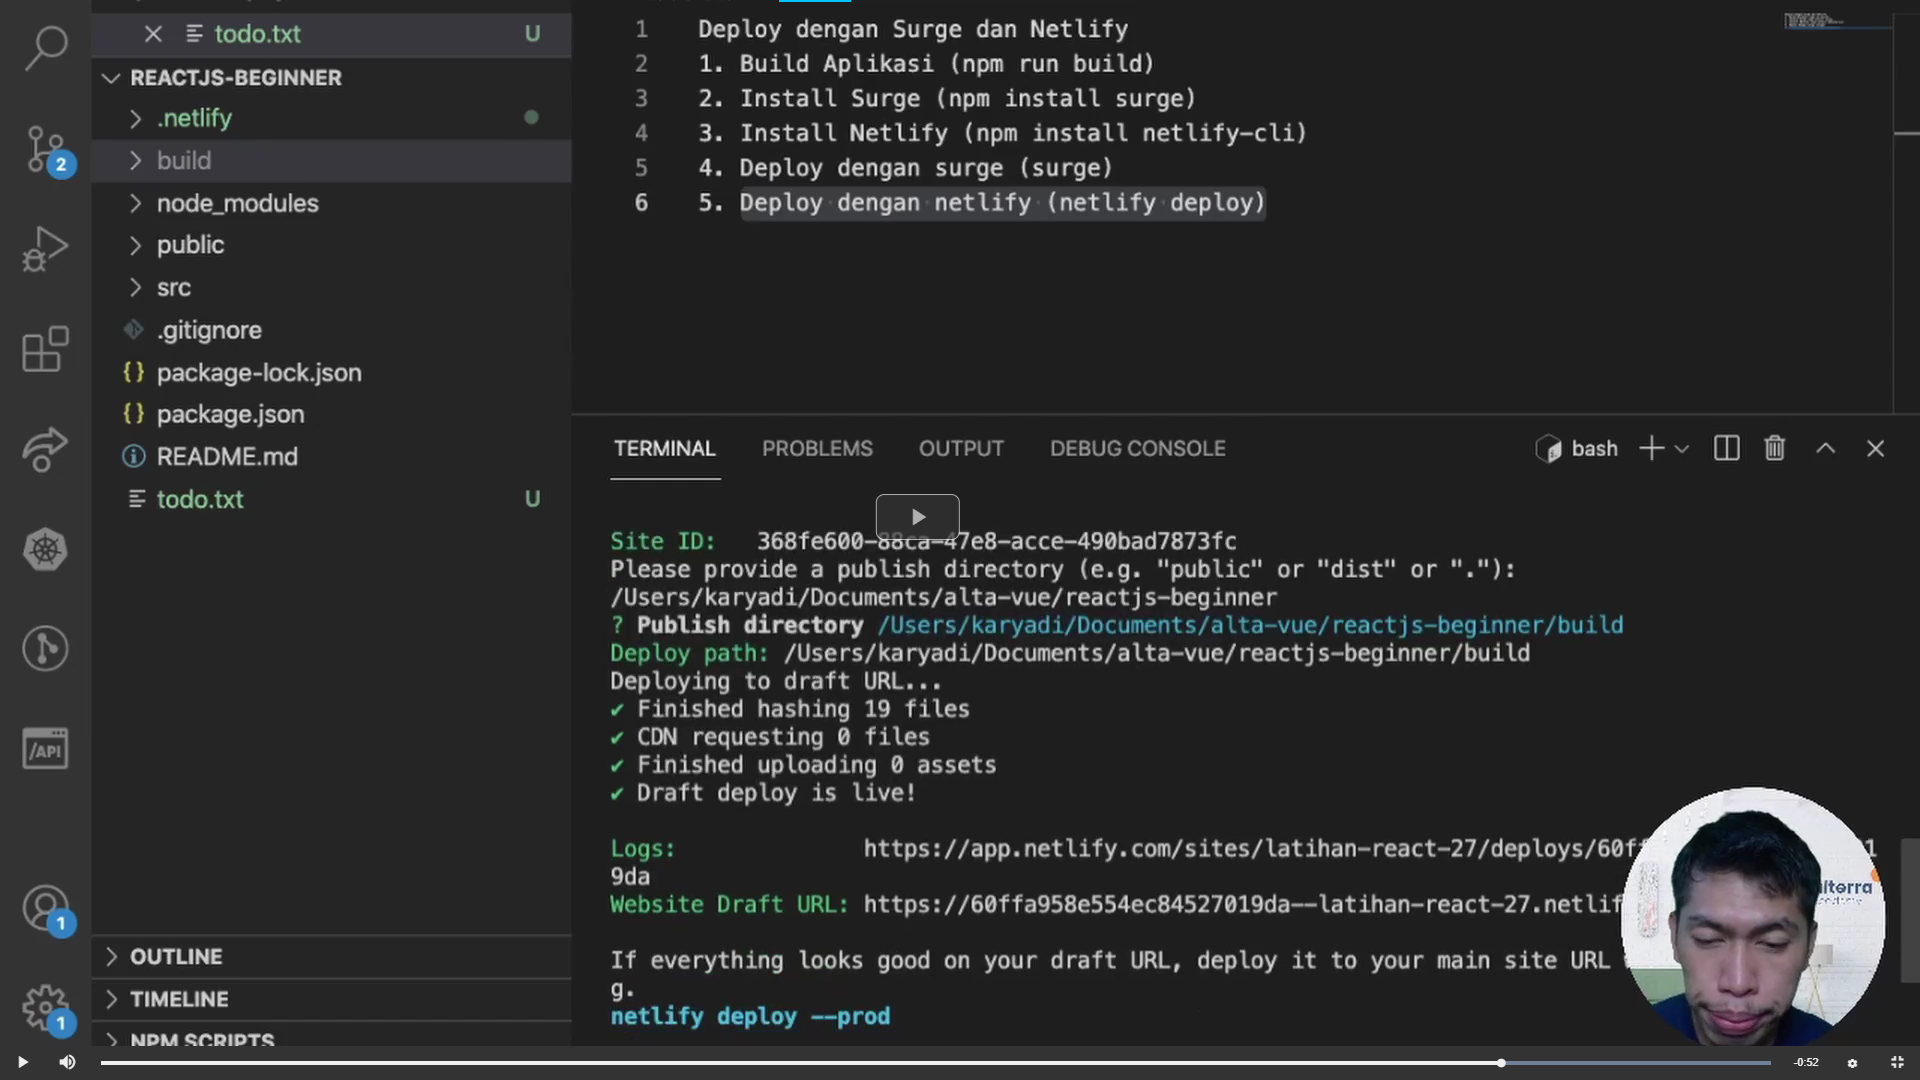 todo.txt U
REACTJS-BEGINNER
.netlify
build
node_modules
public
src
.gitignore
package-lock.json
package.json
README.md
todo.txt U
OUTLINE
TIMELINE
NPM SCRIPTS
2
1
1
/API
1 Deploy dengan Surge dan Netlify
2 1. Build Aplikasi (npm run build)
3 2. Install Surge (npm install surge)
4 3. Install Netlify (npm install netlify-cli)
5 4. Deploy dengan surge (surge)
6 5. Deploy dengan netlify (netlify deploy)
TERMINAL PROBLEMS OUTPUT DEBUG CONSOLE bash
Site ID: 368fe600-88ca-47e8-acce-490bad7873fc
Please provide a publish directory (e.g. "public" or "dist" or "."):
/Users/karyadi/Documents/alta-vue/reactjs-beginner
? Publish directory /Users/karyadi/Documents/alta-vue/reactjs-beginner/build
Deploy path: /Users/karyadi/Documents/alta-vue/reactjs-beginner/build
Deploying to draft URL...
✔ Finished hashing 19 files
✔ CDN requesting 0 files
✔ Finished uploading 0 assets
✔ Draft deploy is live!
Logs: https://app.netlify.com/sites/latihan-react-27/deploys/60ff
9da
Website Draft URL: https://60ffa958e554ec84527019da--latihan-react-27.netlif
If everything looks good on your draft URL, deploy it to your main site URL
g.
netlify deploy --prod
-0:52